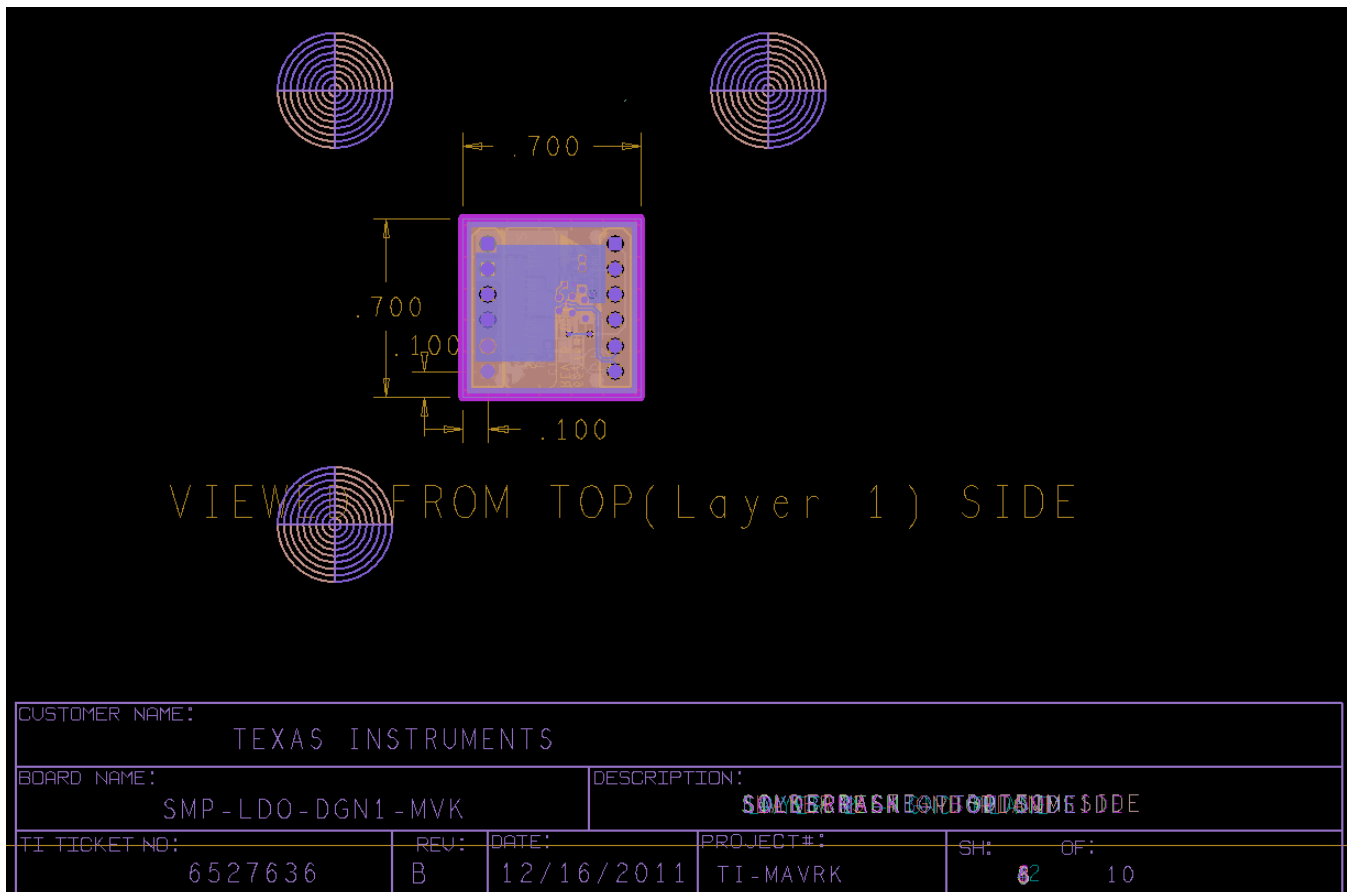 .700
.700
.100
.100
VIEWED FROM TOP(Layer 1) SIDE
CUSTOMER NAME:
TEXAS INSTRUMENTS
BOARD NAME:
SMP-LDO-DGN1-MVK
DESCRIPTION:
SIDE
TI TICKET NO:
6527636
REV:
B
DATE:
12/16/2011
PROJECT#:
TI-MAVRK
SH:
OF:
10